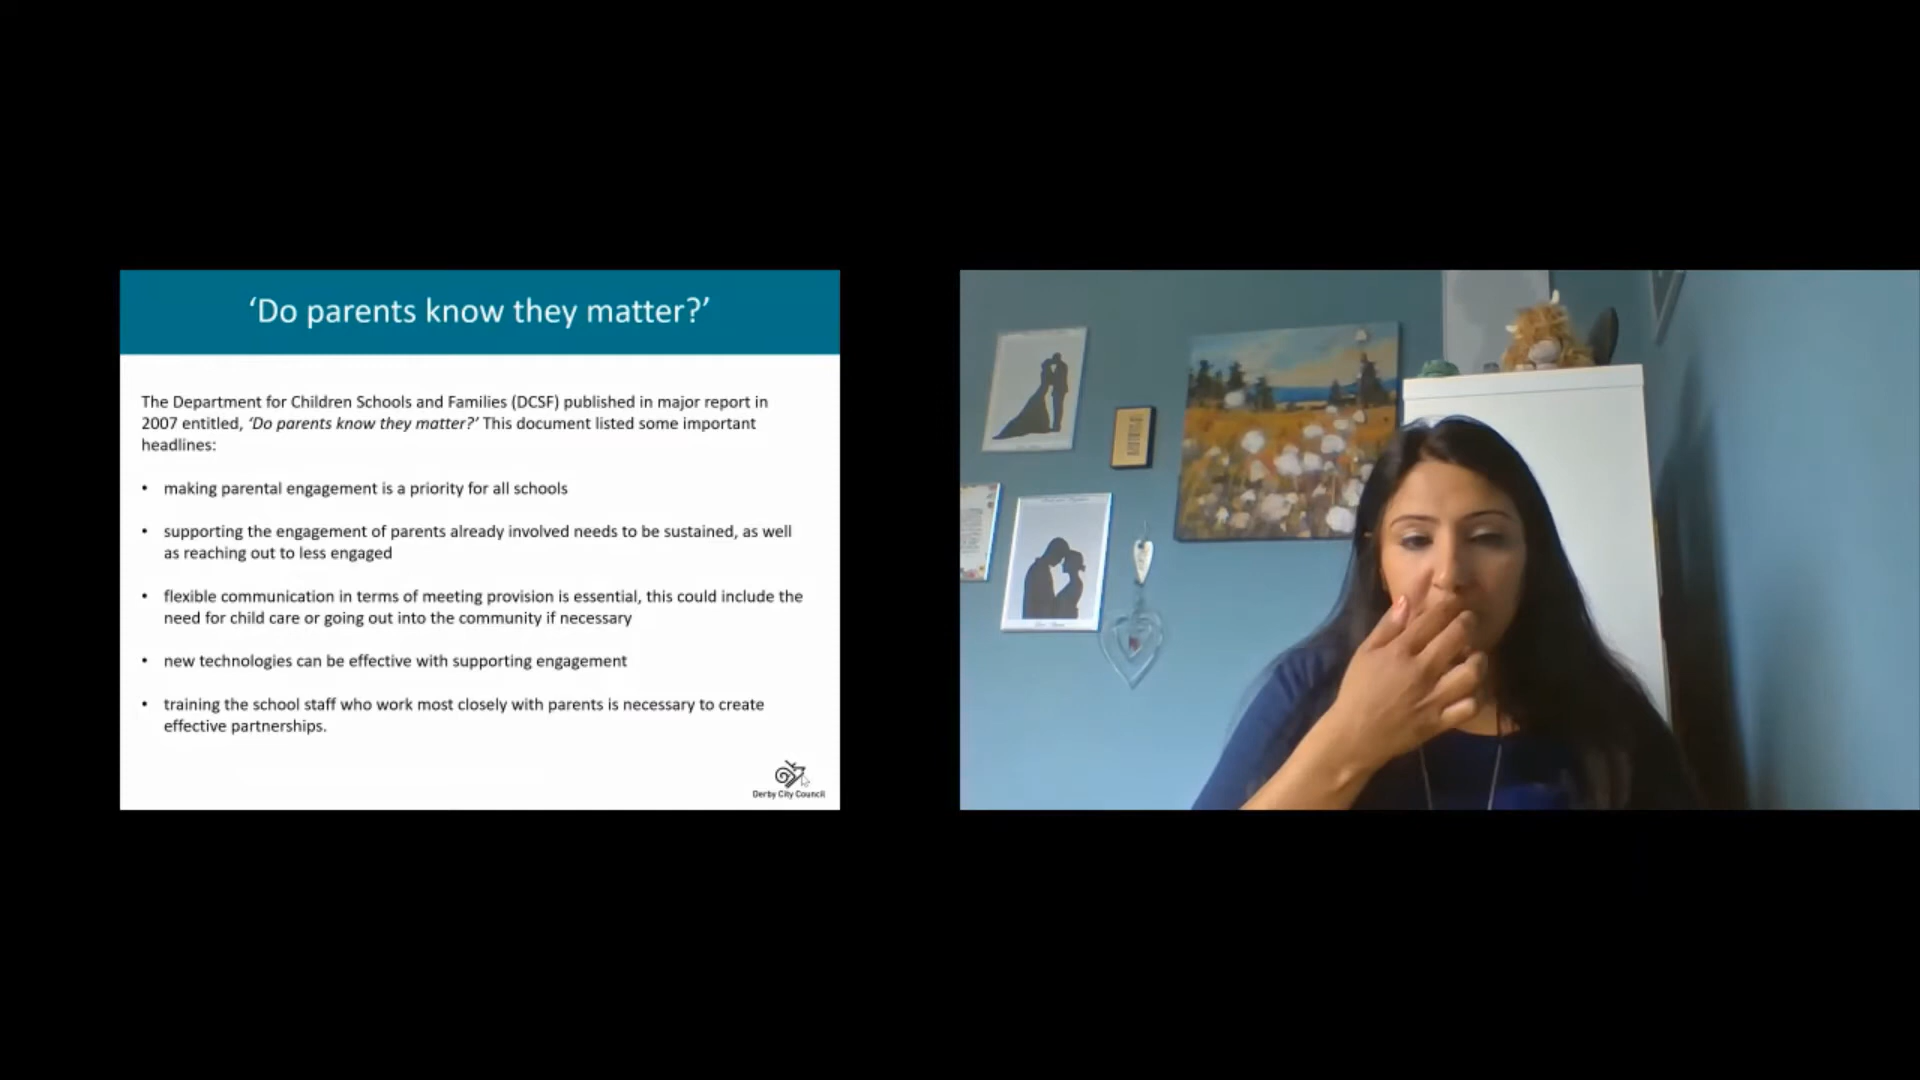 ‘Do parents know they matter?’
The Department for Children Schools and Families (DCSF) published in major report in
2007 entitled, ‘Do parents know they matter?’ This document listed some important
headlines:
• making parental engagement is a priority for all schools
• supporting the engagement of parents already involved needs to be sustained, as well
as reaching out to less engaged
• flexible communication in terms of meeting provision is essential, this could include the
need for child care or going out into the community if necessary
• new technologies can be effective with supporting engagement
• training the school staff who work most closely with parents is necessary to create
effective partnerships.
Derby City Council